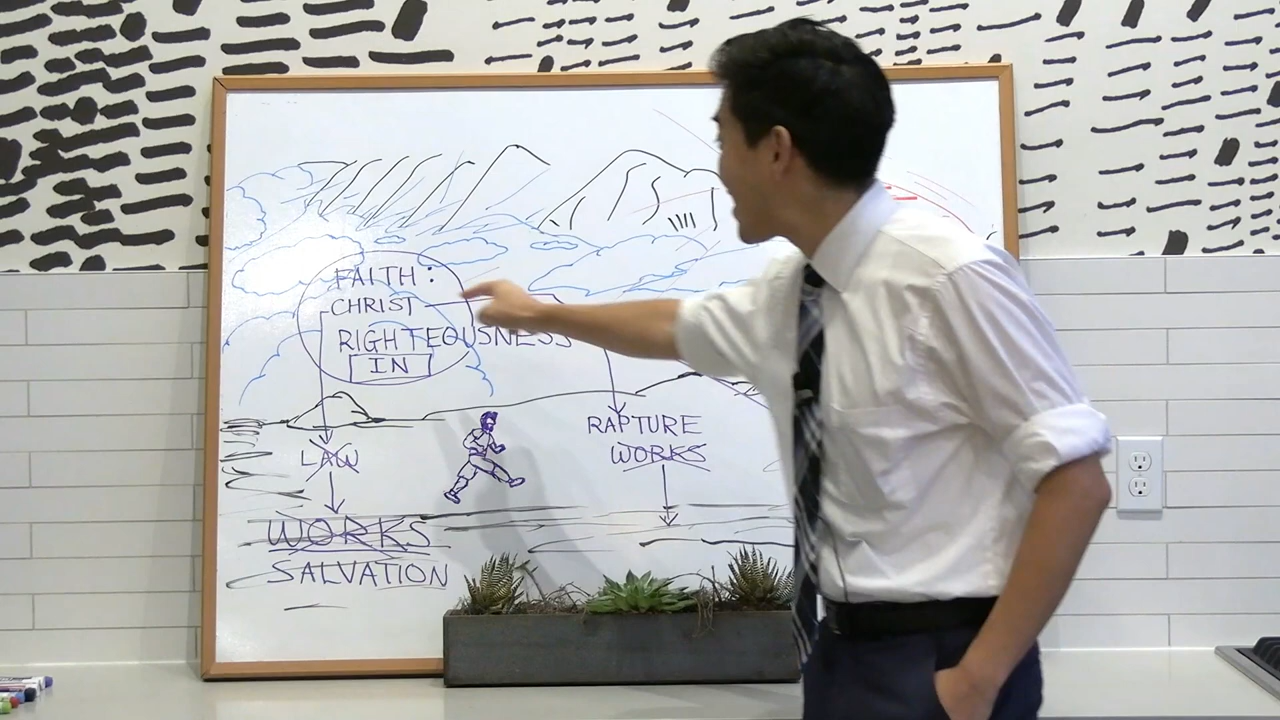 FAITH:
CHRIST
RIGHTEOUSNESS
IN
RAPTURE
WORKS
LAW
WORKS
SALVATION